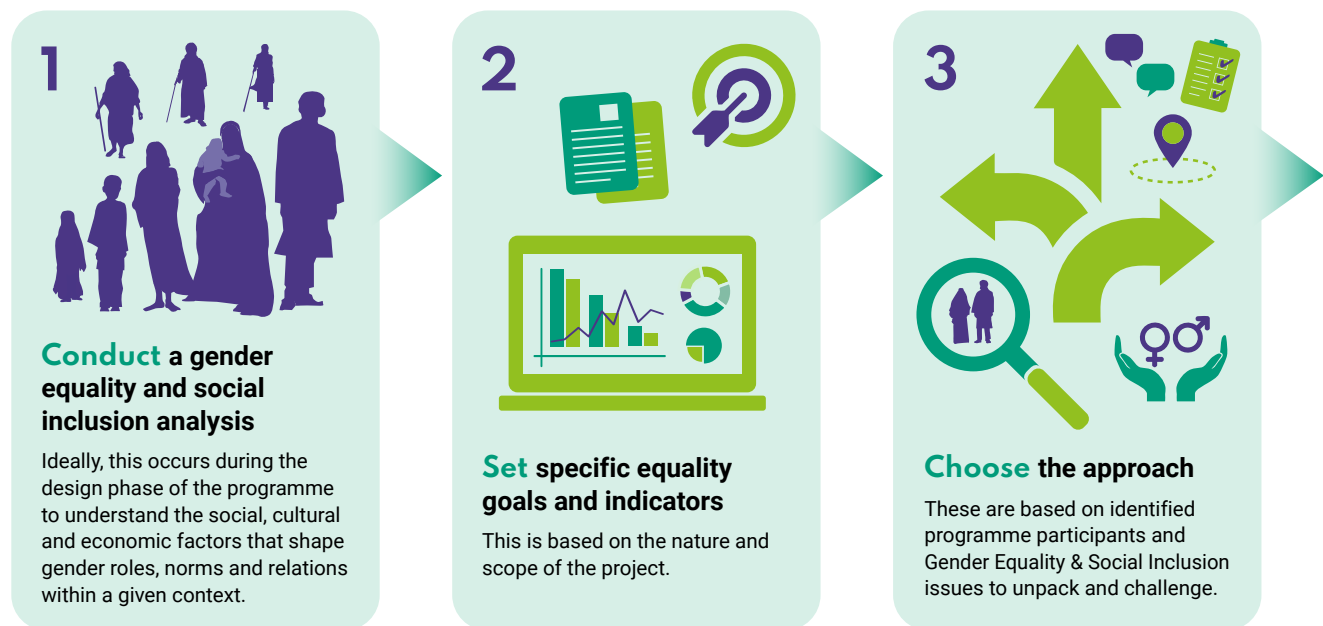 1
Conduct a gender
equality and social
inclusion analysis
Ideally, this occurs during the
design phase of the programme
to understand the social, cultural
and economic factors that shape
gender roles, norms and relations
within a given context.
2
Set specific equality
goals and indicators
This is based on the nature and
scope of the project.
3
Choose the approach
These are based on identified
programme participants and
Gender Equality & Social Inclusion
issues to unpack and challenge.